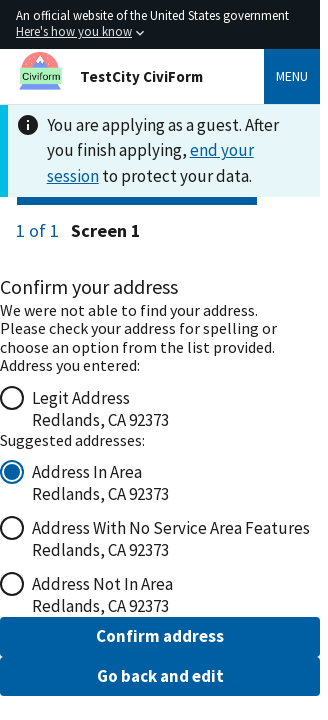 An official website of the United States government
Here's how you know
Civiform
TestCity CiviForm
MENU
You are applying as a guest. After
you finish applying, end your
session to protect your data.
1 of 1 Screen 1
Confirm your address
We were not able to find your address.
Please check your address for spelling or
choose an option from the list provided.
Address you entered:
Legit Address
Redlands, CA 92373
Suggested addresses:
Address In Area
Redlands, CA 92373
Address With No Service Area Features
Redlands, CA 92373
Address Not In Area
Redlands, CA 92373
Confirm address
Go back and edit